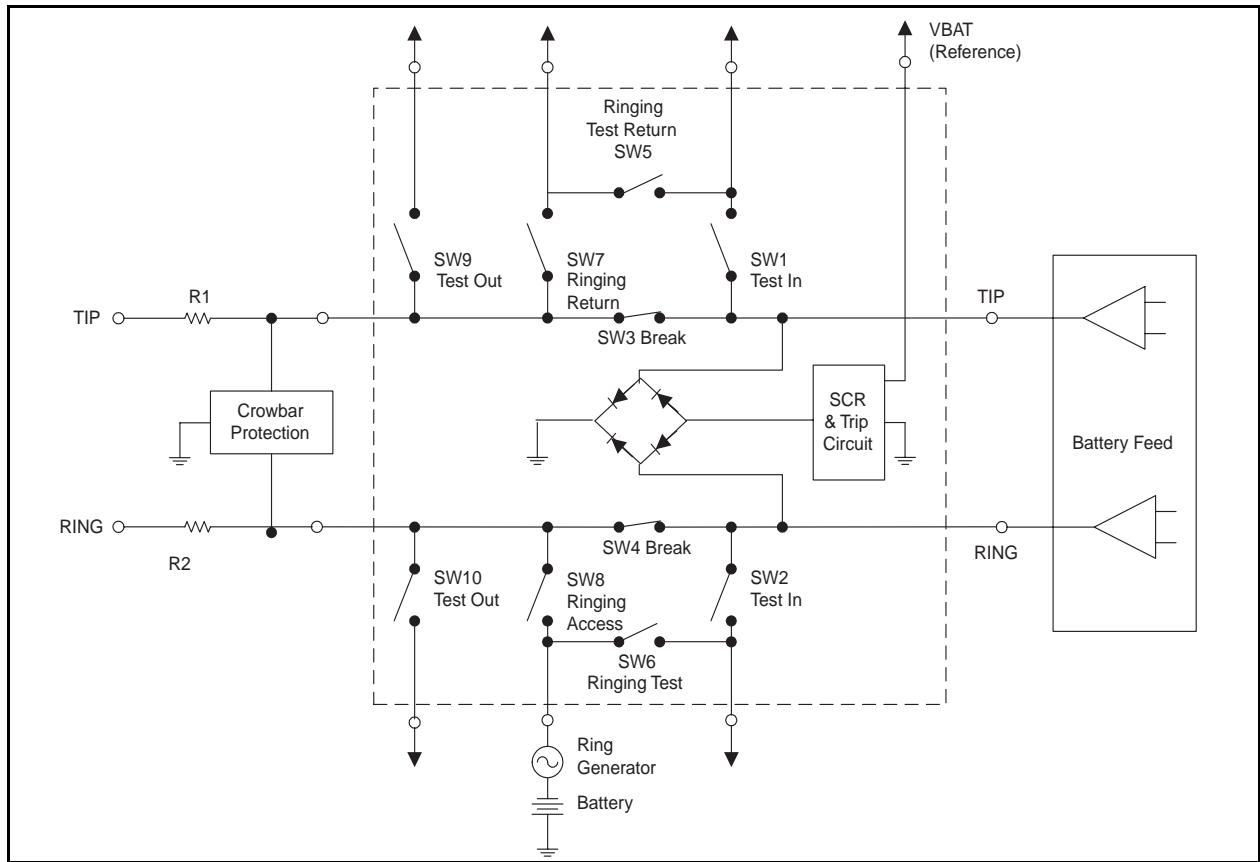 VBAT
(Reference)
Ringing
Test Return
SW5
SW9
Test Out
SW7
Ringing
Return
SW1
Test In
R1
TIP
SW3 Break
TIP
Crowbar
Protection
SCR
& Trip
Circuit
Battery Feed
RING
R2
SW4 Break
RING
SW10
Test Out
SW8
Ringing
Access
SW2
Test In
SW6
Ringing Test
Ring
Generator
Battery